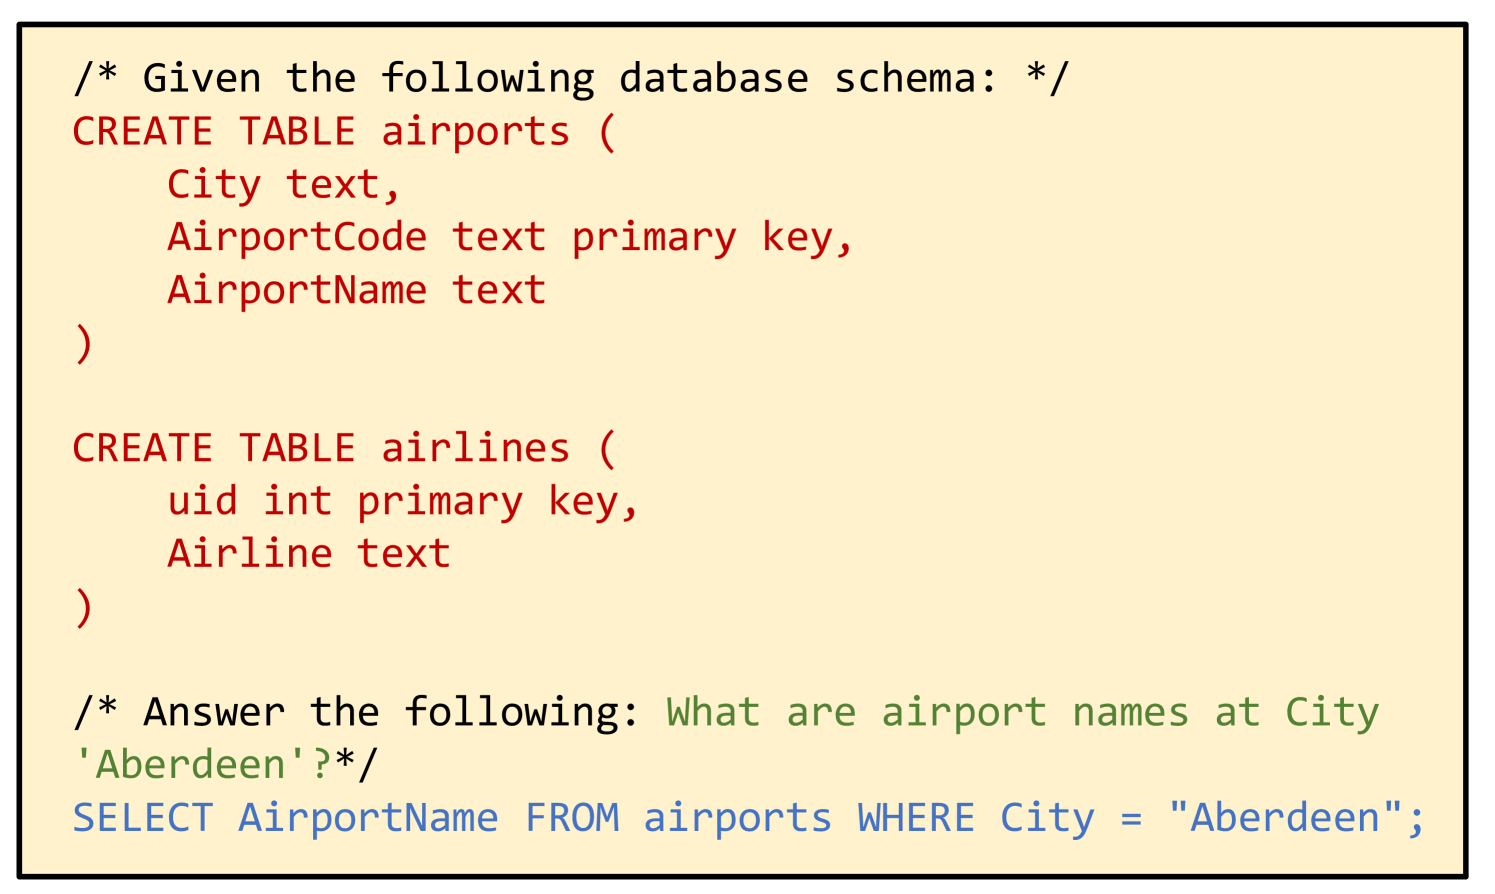 /* Given the following database schema: */
CREATE TABLE airports (
    City text,
    AirportCode text primary key,
    AirportName text
)

CREATE TABLE airlines (
    uid int primary key,
    Airline text
)

/* Answer the following: What are airport names at City
'Aberdeen'?*/
SELECT AirportName FROM airports WHERE City = "Aberdeen";